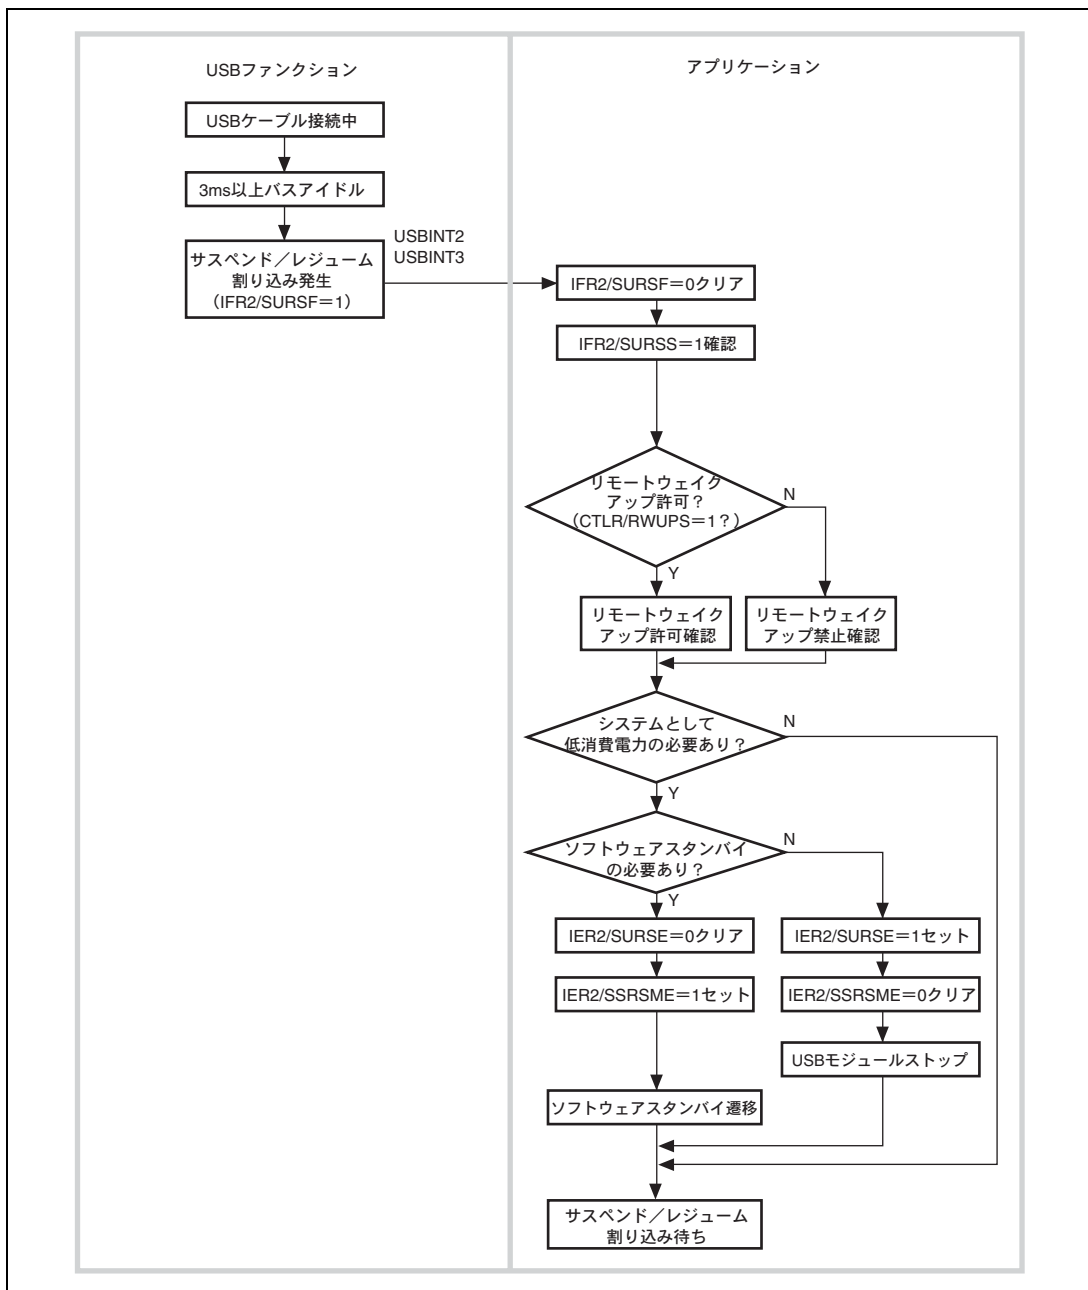 USBファンクション
アプリケーション
USBケーブル接続中
3ms以上バスアイドル
サスペンド／レジューム
割り込み発生
（IFR2/SURSF＝1）
USBINT2
USBINT3
IFR2/SURSF＝0クリア
IFR2/SURSS＝1確認
リモートウェイク
アップ許可？
（CTLR/RWUPS＝1？）
N
Y
リモートウェイク
アップ許可確認
リモートウェイク
アップ禁止確認
システムとして
低消費電力の必要あり？
N
Y
ソフトウェアスタンバイ
の必要あり？
N
Y
IER2/SURSE＝0クリア
IER2/SURSE＝1セット
IER2/SSRSME＝1セット
IER2/SSRSME＝0クリア
USBモジュールストップ
ソフトウェアスタンバイ遷移
サスペンド／レジューム
割り込み待ち